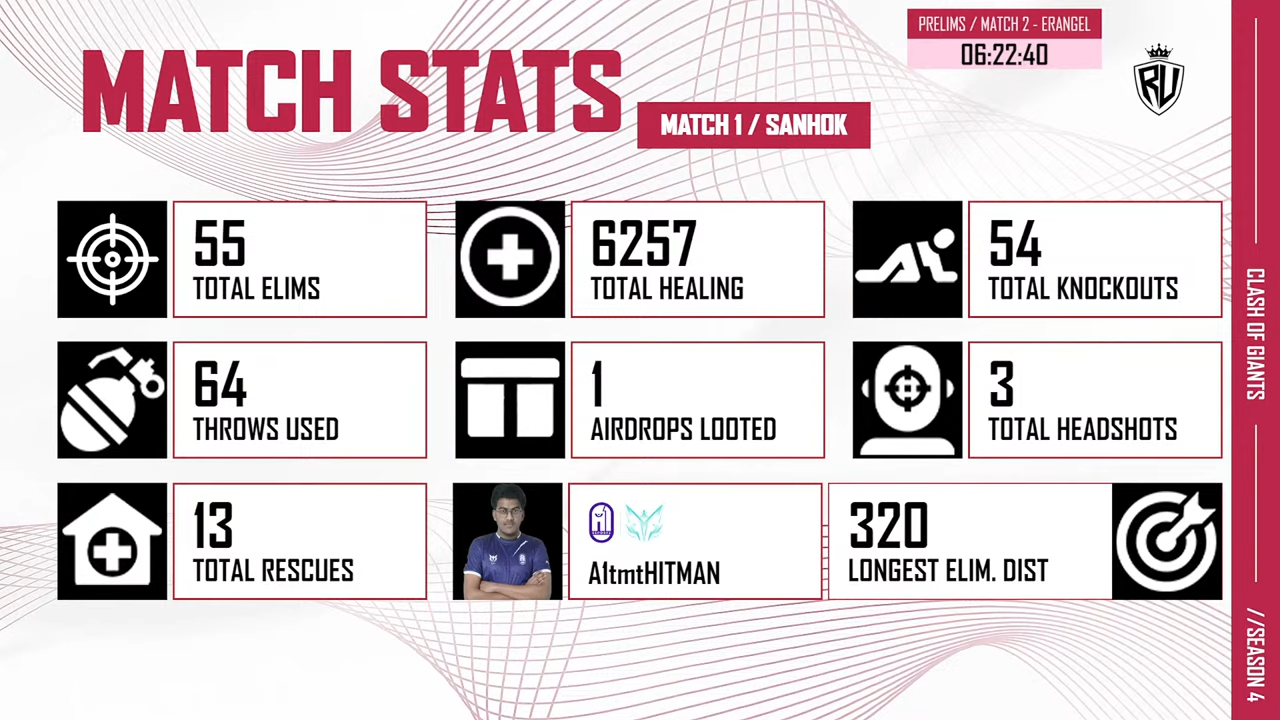 PRELIMS / MATCH 2 - ERANGEL
06:22:40
RU
MATCH STATS
MATCH 1 / SANHOK
55
TOTAL ELIMS
6257
TOTAL HEALING
54
TOTAL KNOCKOUTS
64
THROWS USED
1
AIRDROPS LOOTED
3
TOTAL HEADSHOTS
13
TOTAL RESCUES
A1tmtHITMAN
320
LONGEST ELIM. DIST
CLASH OF GIANTS
//SEASON 4